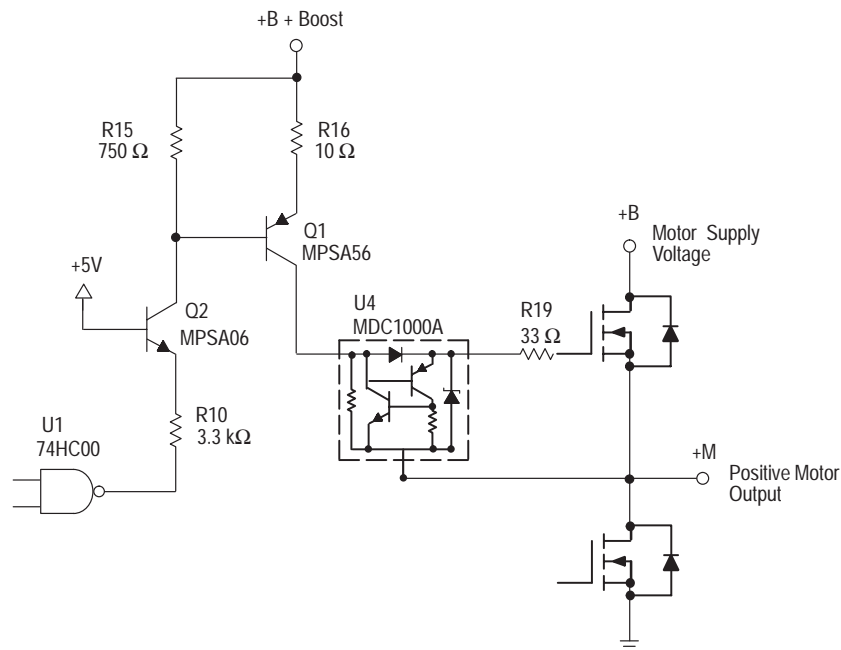 +B + Boost
R15
750 Ω
R16
10 Ω
Q1
MPSA56
+B
Motor Supply
Voltage
+5V
Q2
MPSA06
U4
MDC1000A
R19
33 Ω
U1
74HC00
R10
3.3 kΩ
+M
Positive Motor
Output